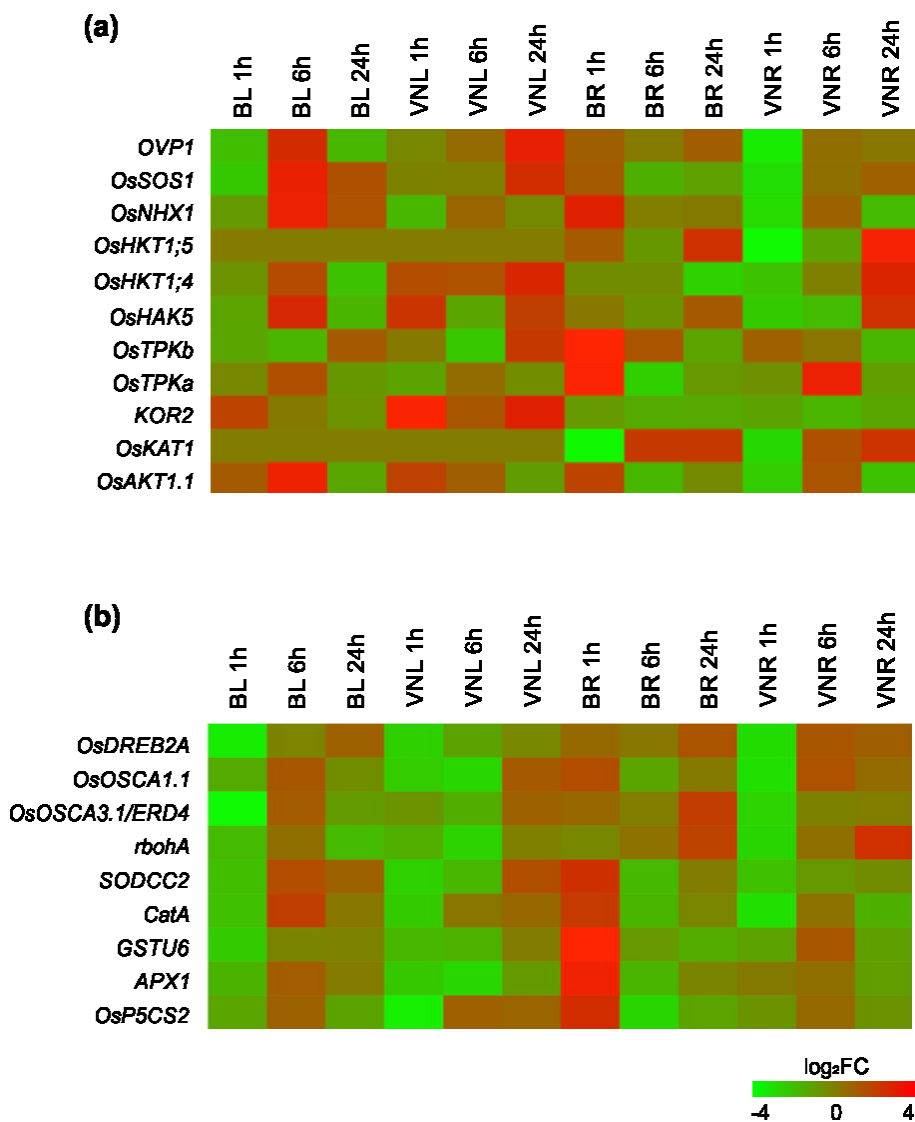 (a)
BL 1h BL 6h BL 24h VNL 1h VNL 6h VNL 24h BR 1h BR 6h BR 24h VNR 1h VNR 6h VNR 24h
OVP1
OsSOS1
OsNHX1
OsHKT1;5
OsHKT1;4
OsHAK5
OsTPKb
OsTPKa
KOR2
OsKAT1
OsAKT1.1
(b)
BL 1h BL 6h BL 24h VNL 1h VNL 6h VNL 24h BR 1h BR 6h BR 24h VNR 1h VNR 6h VNR 24h
OsDREB2A
OsOSCA1.1
OsOSCA3.1/ERD4
rbohA
SODCC2
CatA
GSTU6
APX1
OsP5CS2
log₂FC
-4 0 4